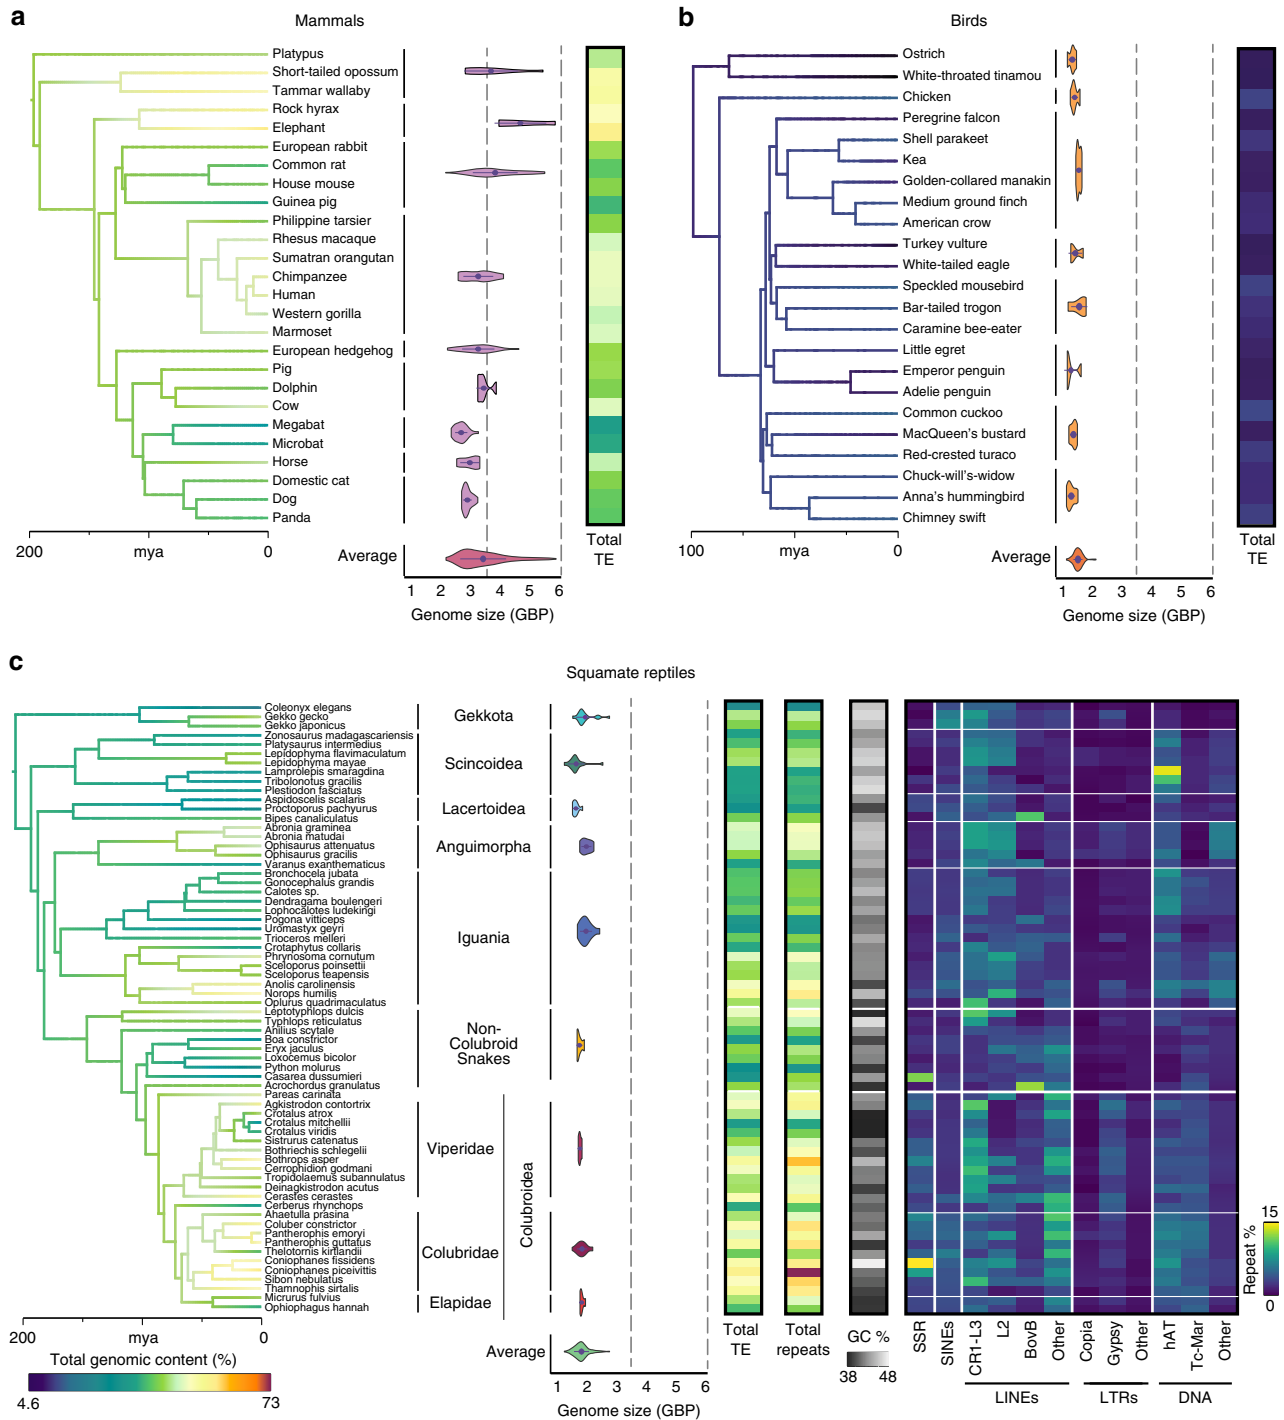 a
Mammals
Platypus
Short-tailed opossum
Tammar wallaby
Rock hyrax
Elephant
European rabbit
Common rat
House mouse
Guinea pig
Philippine tarsier
Rhesus macaque
Sumatran orangutan
Chimpanzee
Human
Western gorilla
Marmoset
European hedgehog
Pig
Dolphin
Cow
Megabat
Microbat
Horse
Domestic cat
Dog
Panda
200 mya 0
Average
Total
TE
1 2 3 4 5 6
Genome size (GBP)
b
Birds
Ostrich
White-throated tinamou
Chicken
Peregrine falcon
Shell parakeet
Kea
Golden-collared manakin
Medium ground finch
American crow
Turkey vulture
White-tailed eagle
Speckled mousebird
Bar-tailed trogon
Caramine bee-eater
Little egret
Emperor penguin
Adelie penguin
Common cuckoo
MacQueen's bustard
Red-crested turaco
Chuck-will's-widow
Anna's hummingbird
Chimney swift
100 mya 0
Average
Total
TE
1 2 3 4 5 6
Genome size (GBP)
c
Squamate reptiles
Coleonyx elegans
Gekko gecko
Gekko japonicus
Zonosaurus madagascariensis
Platysaurus intermedius
Lepidophyma flavimaculatum
Lepidophyma mayae
Lamprolepis smaragdina
Tribolonotus gracilis
Plestiodon fasciatus
Aspidoscelis scalaris
Proctoporus pachyurus
Bipes canaliculatus
Abronia graminea
Abronia matudai
Ophisaurus attenuatus
Ophisaurus gracilis
Varanus exanthematicus
Bronchocela jubata
Gonocephalus grandis
Calotes sp.
Dendragama boulengeri
Lophocalotes ludekingi
Pogona vitticeps
Uromastyx geyri
Trioceros melleri
Crotaphytus collaris
Phrynosoma cornutum
Sceloporus poinsettii
Sceloporus teapensis
Anolis carolinensis
Norops humilis
Oplurus quadrimaculatus
Leptotyphlops dulcis
Typhlops reticulatus
Anilius scytale
Boa constrictor
Eryx jaculus
Loxocemus bicolor
Python molurus
Casarea dussumieri
Acrochordus granulatus
Pareas carinata
Agkistrodon contortrix
Crotalus atrox
Crotalus mitchellii
Crotalus viridis
Sistrurus catenatus
Bothriechis schlegelii
Bothrops asper
Cerrophidion godmani
Tropidolaemus subannulatus
Deinagkistrodon acutus
Cerastes cerastes
Cerberus rhynchops
Ahaetulla prasina
Coluber constrictor
Pantherophis emoryi
Pantherophis guttatus
Thelotornis kirtlandii
Coniophanes fissidens
Coniophanes piceivittis
Sibon nebulatus
Thamnophis sirtalis
Micrurus fulvius
Ophiophagus hannah
Gekkota
Scincoidea
Lacertoidea
Anguimorpha
Iguania
Non-
Colubroid
Snakes
Viperidae
Colubroidea
Colubridae
Elapidae
Average
200 mya 0
Total genomic content (%)
4.6 73
1 2 3 4 5 6
Genome size (GBP)
Total
TE
Total
repeats
GC %
38 48
SSR
SINEs
CR1-L3
L2
BovB
Other
Copia
Gypsy
Other
hAT
Tc-Mar
Other
LINEs
LTRs
DNA
Repeat %
15
0